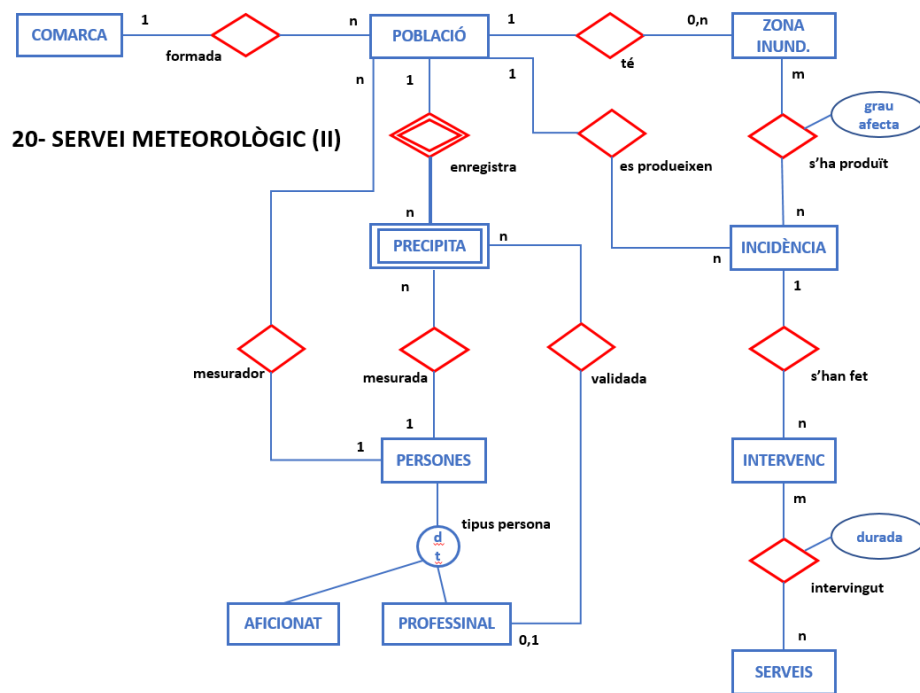 1
n
1
0,n
COMARCA
POBLACIÓ
ZONA
INUND.
formada
té
n
1
1
m
grau
afecta
20- SERVEI METEOROLÒGIC (II)
enregistra
es produeixen
s'ha produït
n
n
n
n
PRECIPITA
INCIDÈNCIA
n
1
mesurador
mesurada
validada
s'han fet
1
1
n
PERSONES
INTERVENC
m
tipus persona
d
t
durada
intervingut
AFICIONAT
PROFESSINAL
0,1
n
SERVEIS